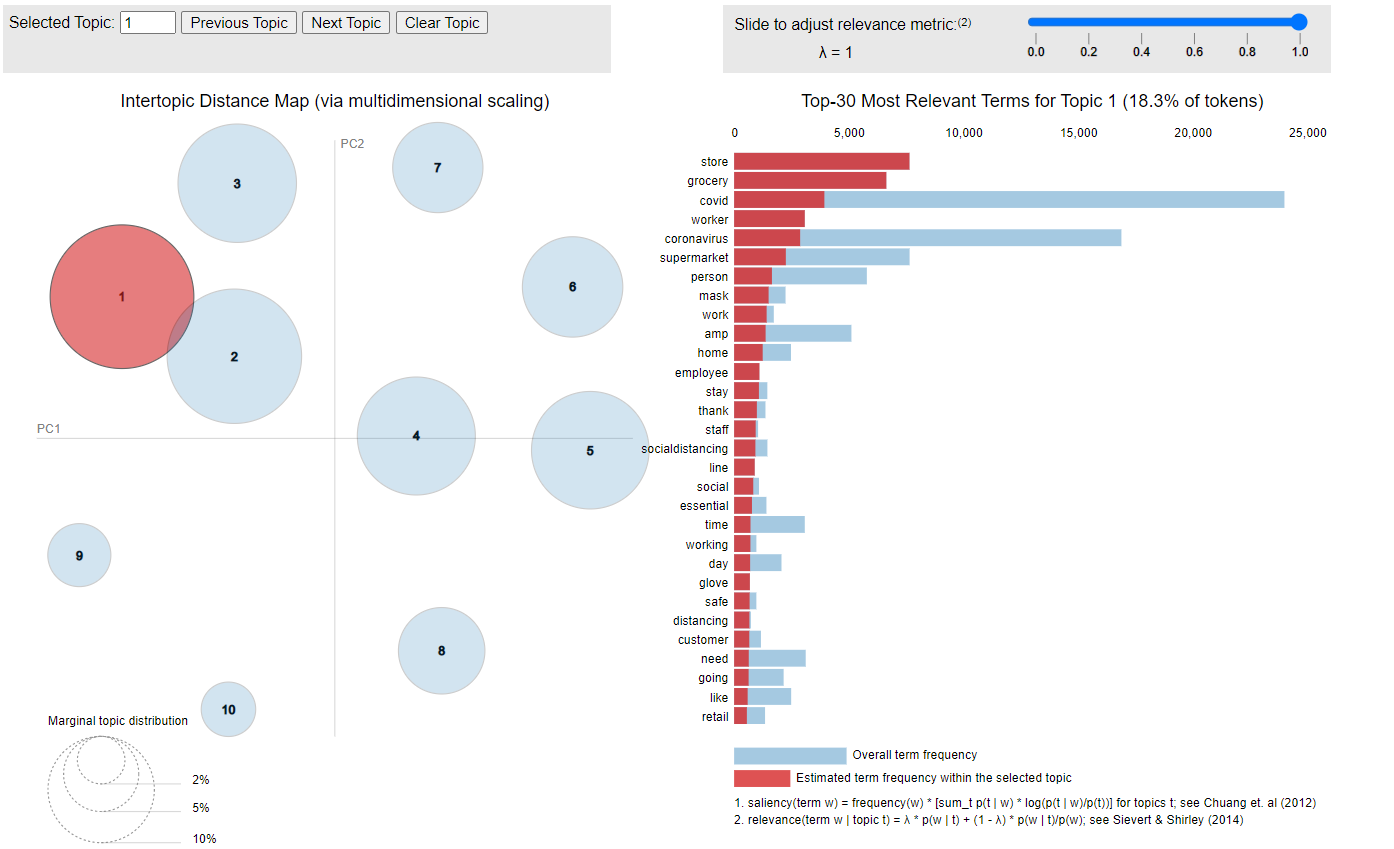 Selected Topic: 1 Previous Topic Next Topic Clear Topic
Slide to adjust relevance metric:(2)
λ = 1
0.0 0.2 0.4 0.6 0.8 1.0
Intertopic Distance Map (via multidimensional scaling)
PC2
PC1
3
7
1
6
2
4
5
9
8
10
Marginal topic distribution
2%
5%
10%
Top-30 Most Relevant Terms for Topic 1 (18.3% of tokens)
0 5,000 10,000 15,000 20,000 25,000
store
grocery
covid
worker
coronavirus
supermarket
person
mask
work
amp
home
employee
stay
thank
staff
socialdistancing
line
social
essential
time
working
day
glove
safe
distancing
customer
need
going
like
retail
Overall term frequency
Estimated term frequency within the selected topic
1. saliency(term w) = frequency(w) * [sum_t p(t | w) * log(p(t | w)/p(t))] for topics t; see Chuang et. al (2012)
2. relevance(term w | topic t) = λ * p(w | t) + (1 - λ) * p(w | t)/p(w); see Sievert & Shirley (2014)